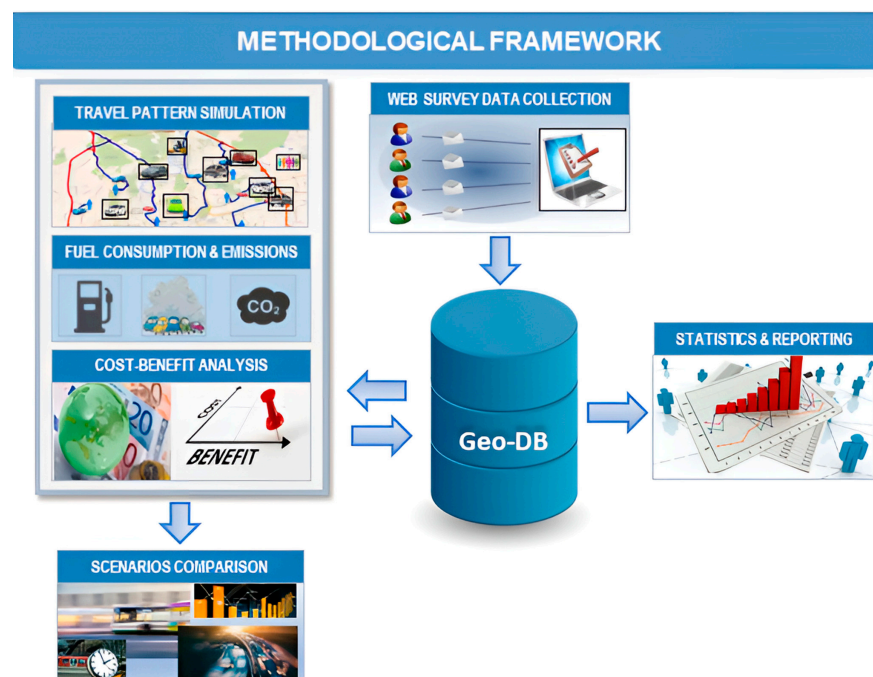 METHODOLOGICAL FRAMEWORK
TRAVEL PATTERN SIMULATION
FUEL CONSUMPTION & EMISSIONS
CO₂
COST-BENEFIT ANALYSIS
20
COST
BENEFIT
SCENARIOS COMPARISON
WEB SURVEY DATA COLLECTION
Geo-DB
STATISTICS & REPORTING